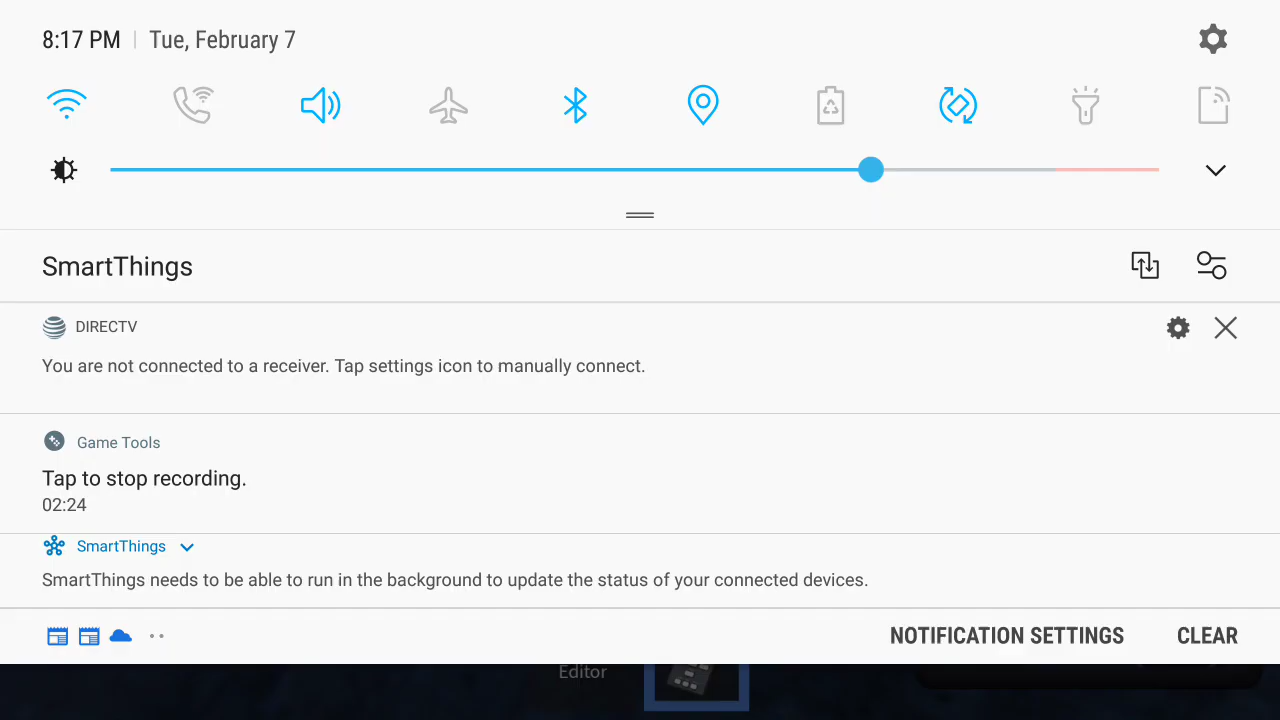 8:17 PM | Tue, February 7
SmartThings
DIRECTV
You are not connected to a receiver. Tap settings icon to manually connect.
Game Tools
Tap to stop recording.
02:24
SmartThings
SmartThings needs to be able to run in the background to update the status of your connected devices.
NOTIFICATION SETTINGS CLEAR
Editor